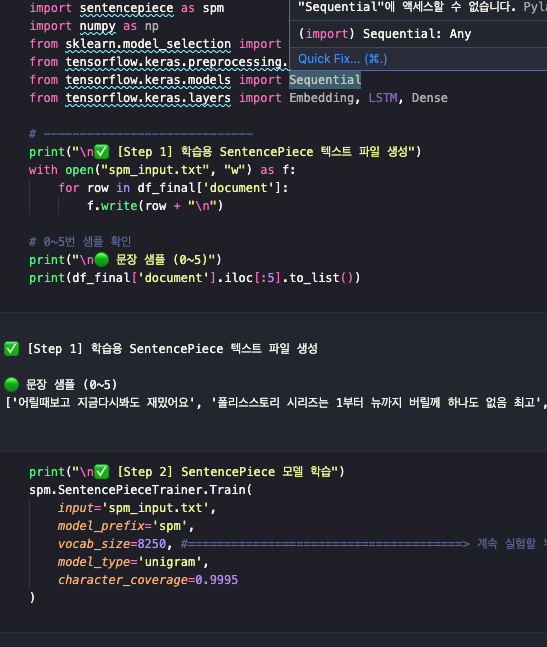 import sentencepiece as spm
import numpy as np
from sklearn.model_selection import
from tensorflow.keras.preprocessing.
from tensorflow.keras.models import Sequential
from tensorflow.keras.layers import Embedding, LSTM, Dense
"Sequential"에 액세스할 수 없습니다. Pyla
(import) Sequential: Any
Quick Fix... (⌘.)
# ------------------------------
print("\n✅ [Step 1] 학습용 SentencePiece 텍스트 파일 생성")
with open("spm_input.txt", "w") as f:
for row in df_final['document']:
f.write(row + "\n")
# 0~5번 샘플 확인
print("\n🟢 문장 샘플 (0~5)")
print(df_final['document'].iloc[:5].to_list())
✅ [Step 1] 학습용 SentencePiece 텍스트 파일 생성
🟢 문장 샘플 (0~5)
['어릴때보고 지금다시봐도 재밌어요', '폴리스스토리 시리즈는 1부터 뉴까지 버릴께 하나도 없음 최고',
print("\n✅ [Step 2] SentencePiece 모델 학습")
spm.SentencePieceTrainer.Train(
input='spm_input.txt',
model_prefix='spm',
vocab_size=8250, #=======================================> 계속 실험할
model_type='unigram',
character_coverage=0.9995
)